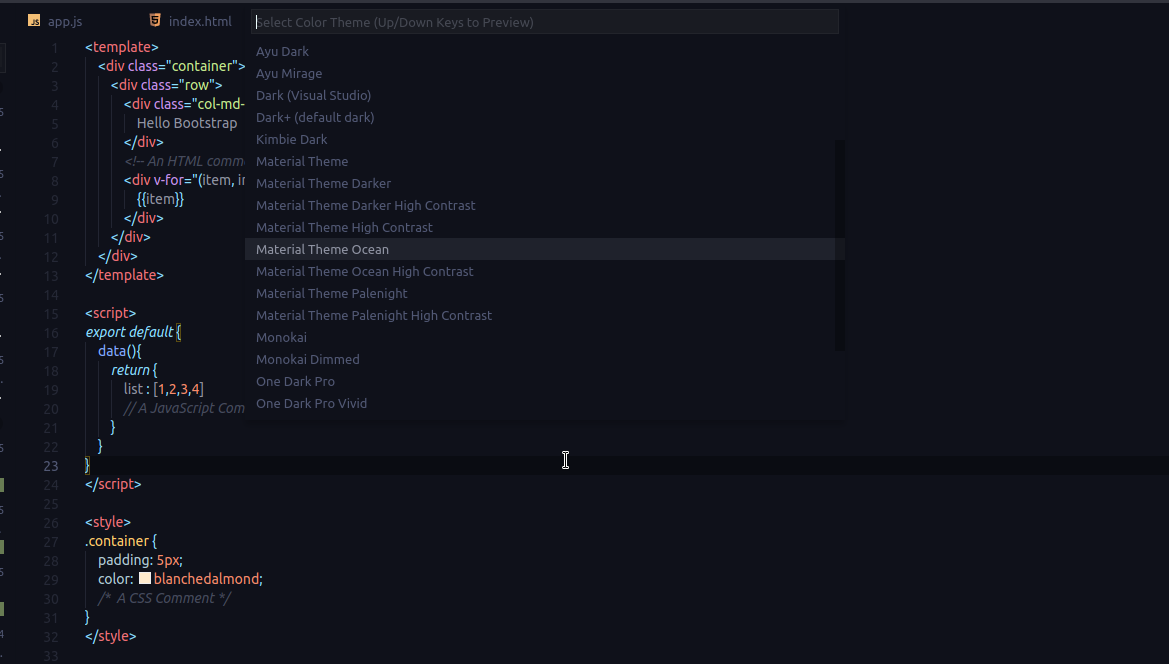 JS app.js
5 index.html
Select Color Theme (Up/Down Keys to Preview)
Ayu Dark
Ayu Mirage
Dark (Visual Studio)
Dark+ (default dark)
Kimbie Dark
Material Theme
Material Theme Darker
Material Theme Darker High Contrast
Material Theme High Contrast
Material Theme Ocean
Material Theme Ocean High Contrast
Material Theme Palenight
Material Theme Palenight High Contrast
Monokai
Monokai Dimmed
One Dark Pro
One Dark Pro Vivid
1 <template>
2 <div class="container">
3 <div class="row">
4 <div class="col-md-
5 Hello Bootstrap
6 </div>
7 <!-- An HTML comm
8 <div v-for="(item, in
9 {{item}}
10 </div>
11 </div>
12 </div>
13 </template>
14
15 <script>
16 export default {
17 data(){
18 return {
19 list : [1,2,3,4]
20 // A JavaScript Com
21 }
22 }
23 }
24 </script>
25
26 <style>
27 .container {
28 padding: 5px;
29 color: blanchedalmond;
30 /* A CSS Comment */
31 }
32 </style>
33